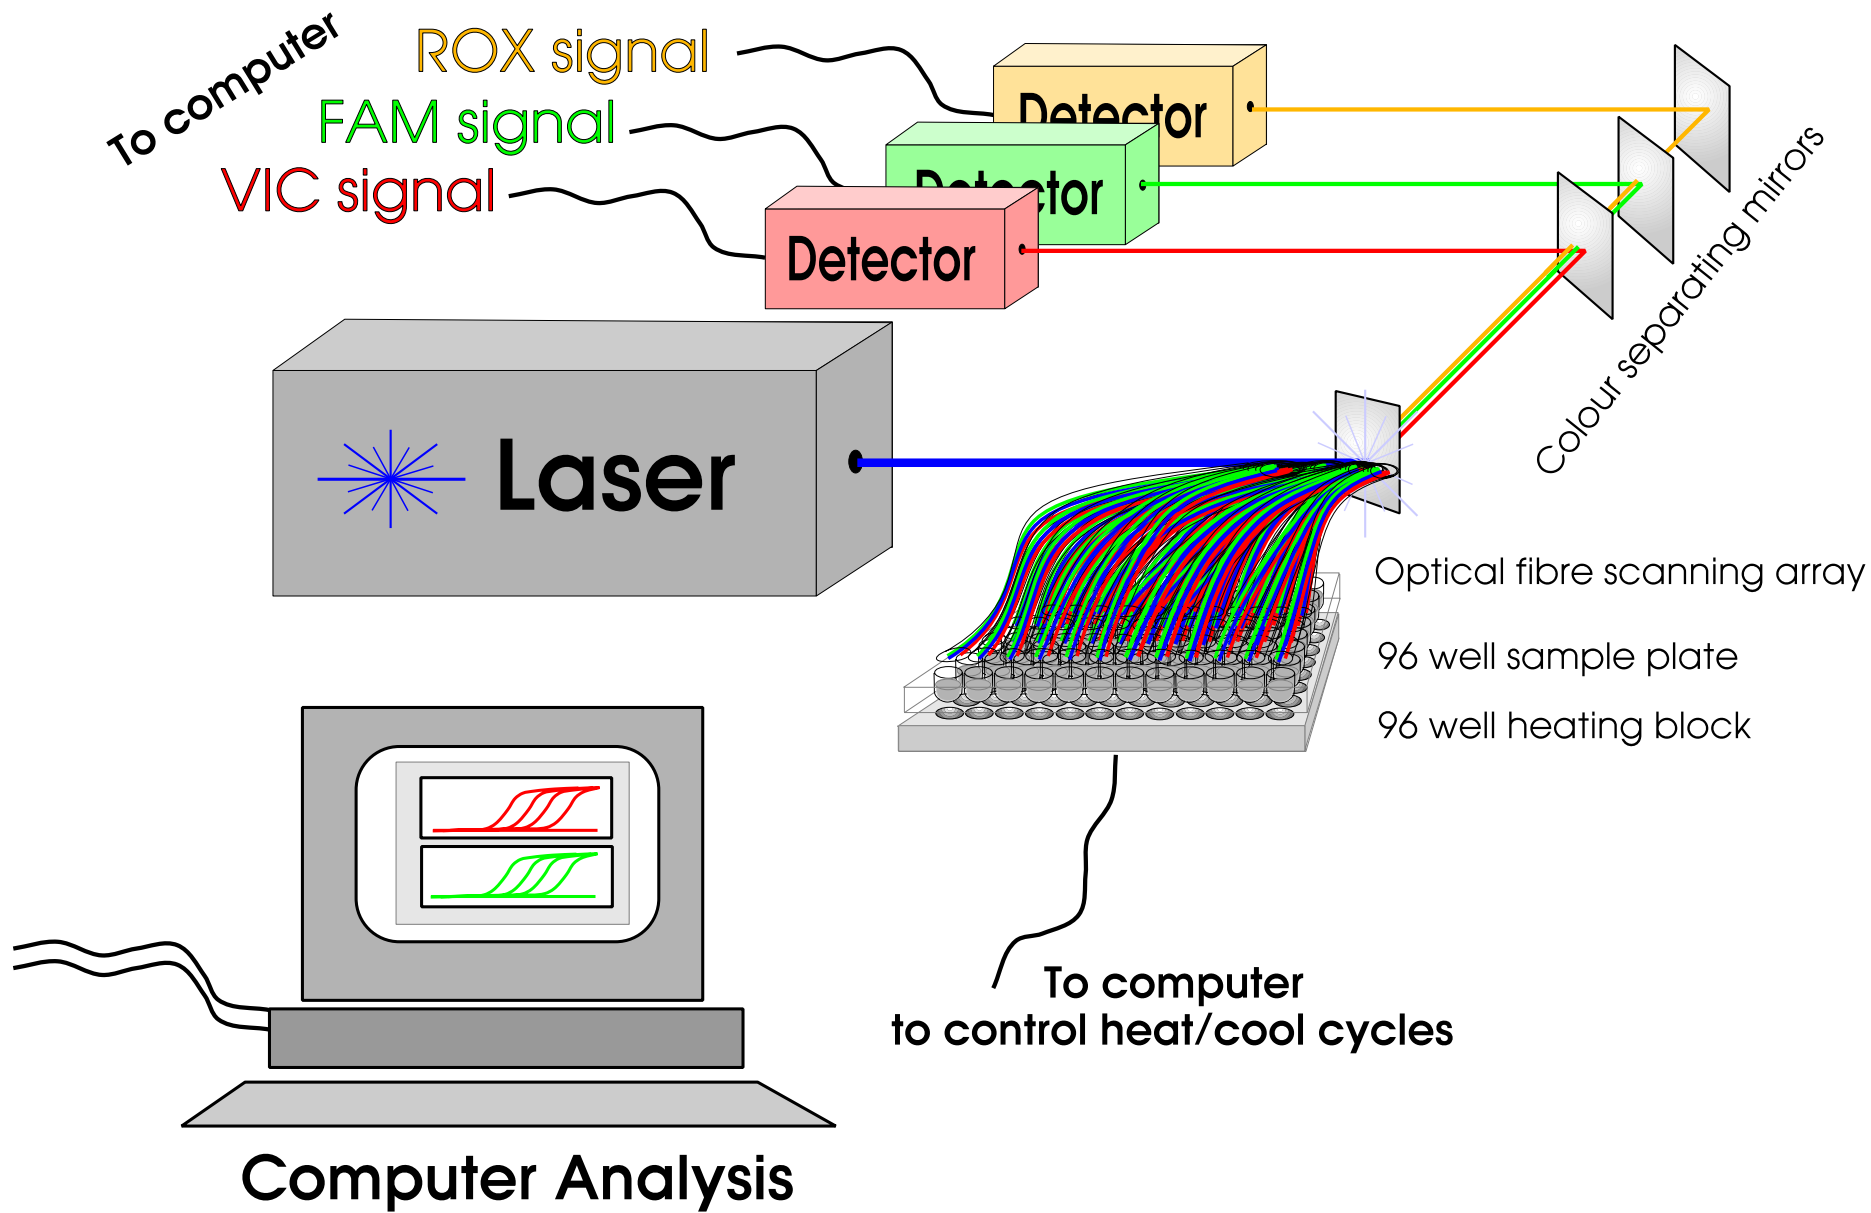 To computer
ROX signal
FAM signal
VIC signal
Detector
Detector
Detector
Colour separating mirrors
Laser
Optical fibre scanning array
96 well sample plate
96 well heating block
To computer
to control heat/cool cycles
Computer Analysis